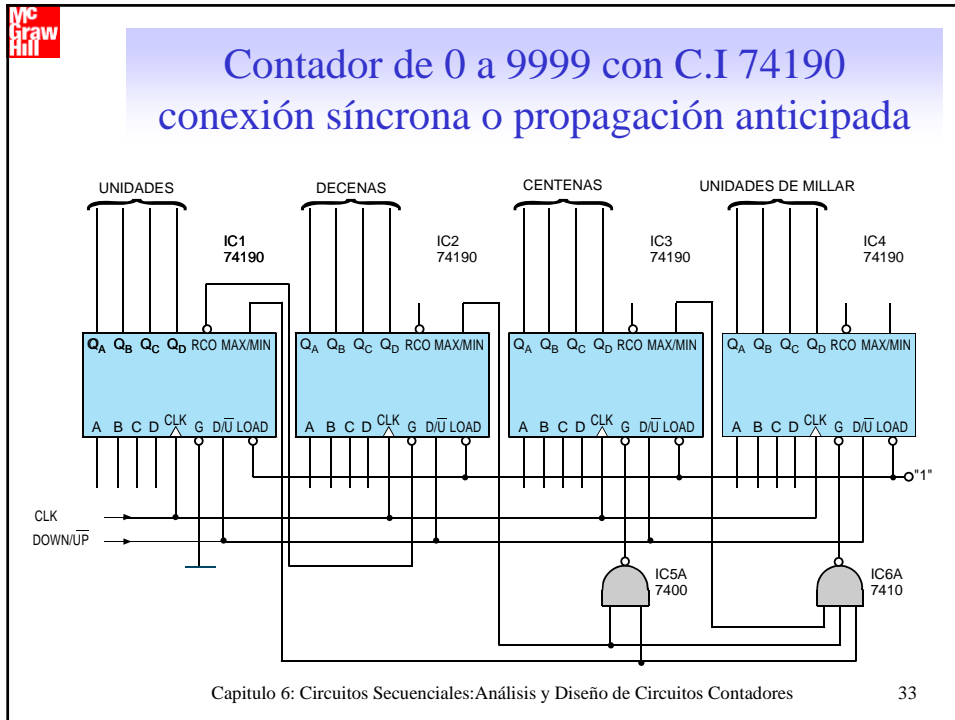 Mc
Graw
Hill
Contador de 0 a 9999 con C.I 74190
conexión síncrona o propagación anticipada
UNIDADES DECENAS CENTENAS UNIDADES DE MILLAR
IC1 IC2 IC3 IC4
74190 74190 74190 74190
QA QB QC QD RCO MAX/MIN QA QB QC QD RCO MAX/MIN QA QB QC QD RCO MAX/MIN QA QB QC QD RCO MAX/MIN
A B C D CLK G D/U̅ LOAD A B C D CLK G D/U̅ LOAD A B C D CLK G D/U̅ LOAD A B C D CLK G D/U̅ LOAD
"1"
CLK
DOWN/U̅P̅
IC5A IC6A
7400 7410
Capitulo 6: Circuitos Secuenciales:Análisis y Diseño de Circuitos Contadores 33